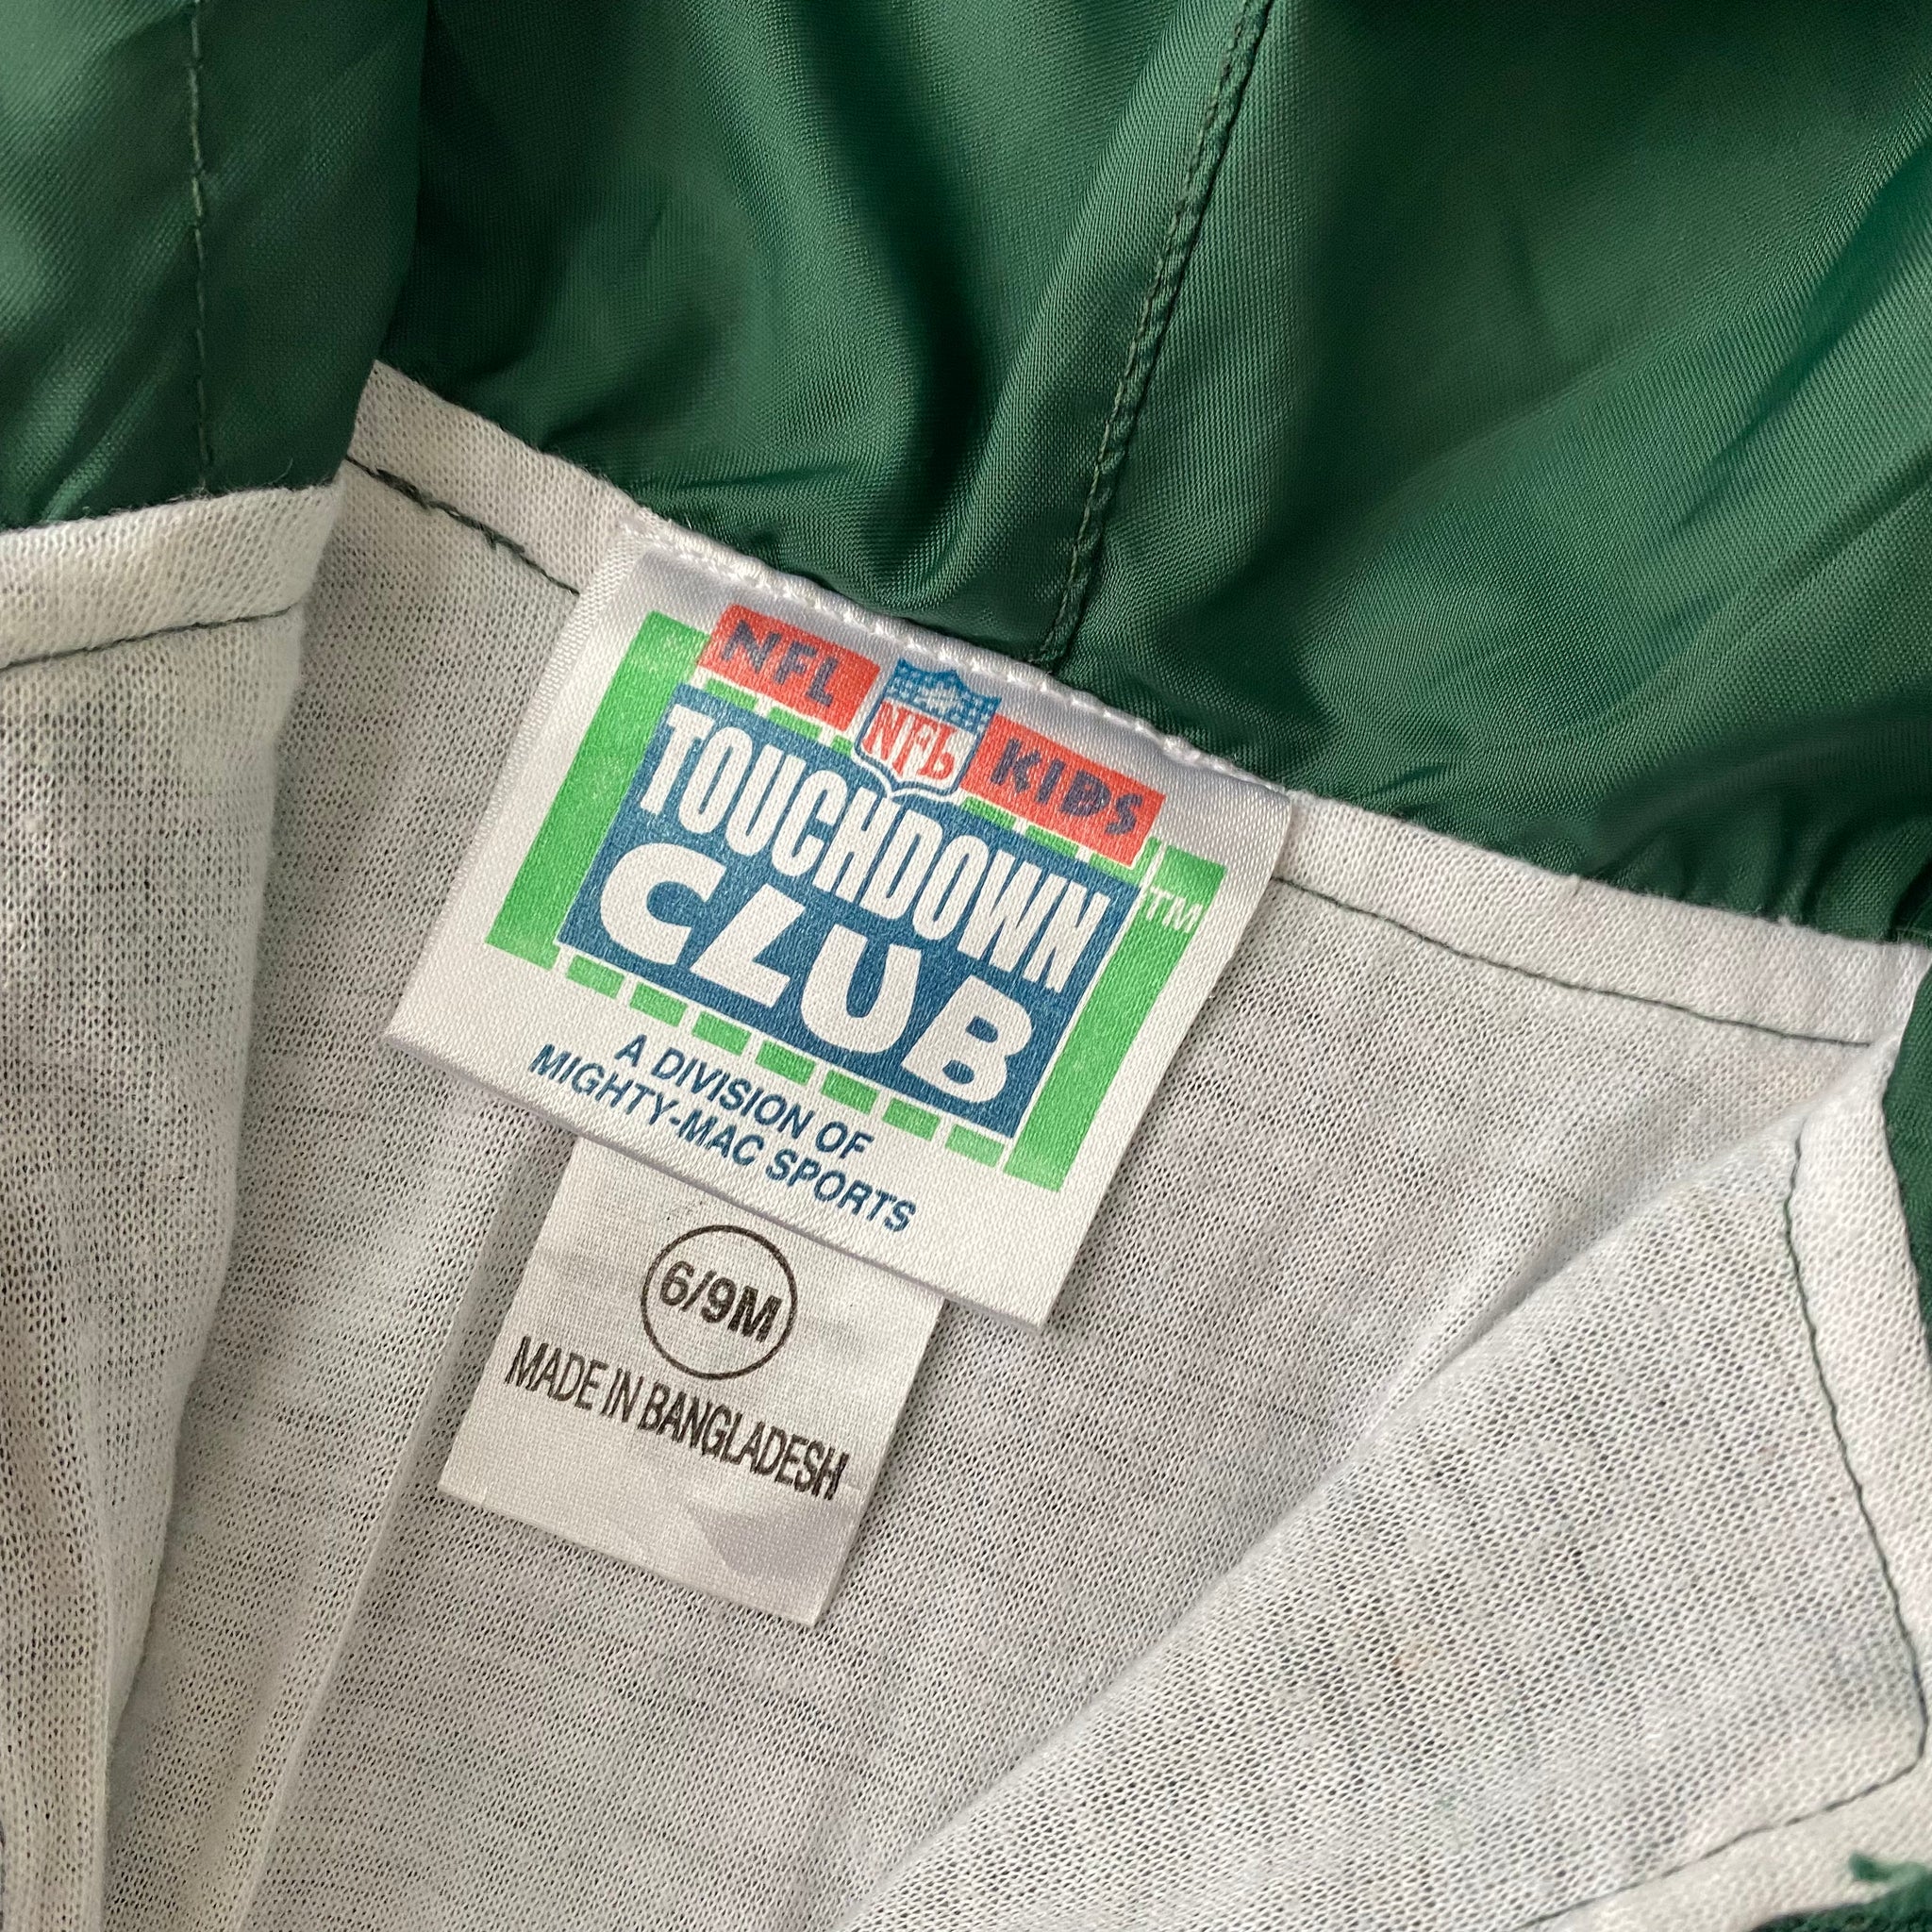 NFL KIDS
NFL
TOUCHDOWN
CLUB
TM
A DIVISION OF
MIGHTY-MAC SPORTS
6/9M
MADE IN BANGLADESH